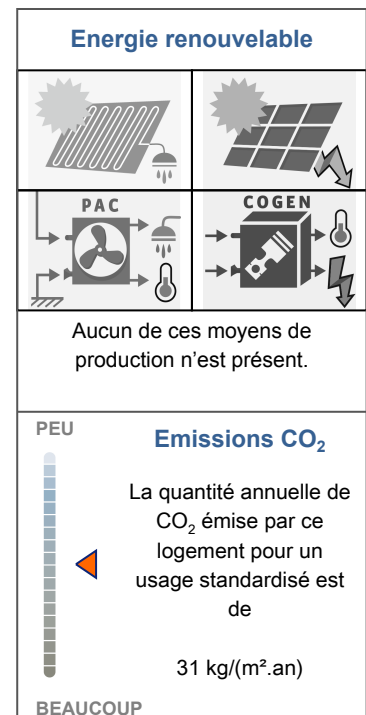 Energie renouvelable
PAC
COGEN
Aucun de ces moyens de
production n'est présent.
PEU
Emissions CO₂
La quantité annuelle de
CO₂ émise par ce
logement pour un
usage standardisé est
de
31 kg/(m².an)
BEAUCOUP